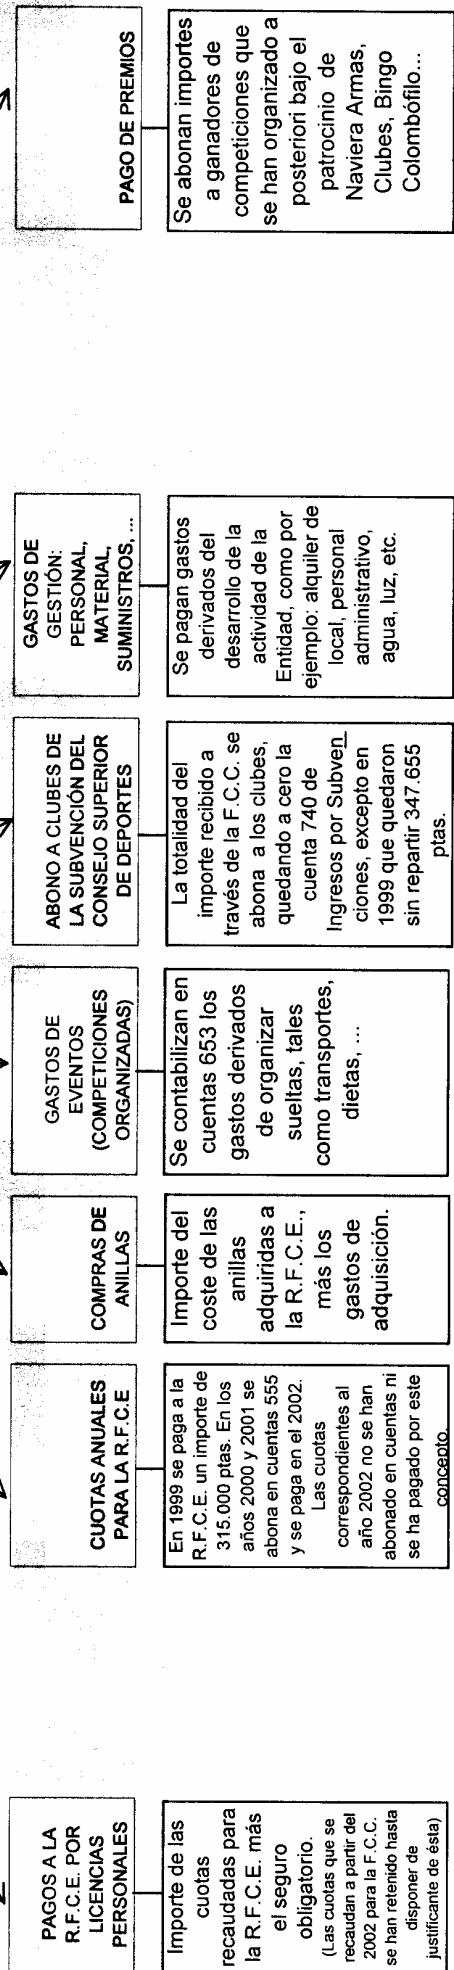 PAGOS A LA
R.F.C.E. POR
LICENCIAS
PERSONALES
Importe de las
cuotas
recaudadas para
la R.F.C.E. más
el seguro
obligatorio.
(Las cuotas que se
recaudan a partir del
2002 para la F.C.C.
se han retenido hasta
disponer de
justificante de ésta)
CUOTAS ANUALES
PARA LA R.F.C.E
En 1999 se paga a la
R.F.C.E. un importe de
315.000 ptas. En los
años 2000 y 2001 se
abona en cuentas 555
y se paga en el 2002.
Las cuotas
correspondientes al
año 2002 no se han
abonado en cuentas ni
se ha pagado por este
concepto.
COMPRAS DE
ANILLAS
Importe del
coste de las
anillas
adquiridas a
la R.F.C.E.,
más los
gastos de
adquisición.
GASTOS DE
EVENTOS
(COMPETICIONES
ORGANIZADAS)
Se contabilizan en
cuentas 653 los
gastos derivados
de organizar
sueltas, tales
como transportes,
dietas, ...
ABONO A CLUBES DE
LA SUBVENCIÓN DEL
CONSEJO SUPERIOR
DE DEPORTES
La totalidad del
importe recibido a
través de la F.C.C. se
abona a los clubes,
quedando a cero la
cuenta 740 de
Ingresos por Subven
ciones, excepto en
1999 que quedaron
sin repartir 347.655
ptas.
GASTOS DE
GESTIÓN:
PERSONAL,
MATERIAL,
SUMINISTROS, ...
Se pagan gastos
derivados del
desarrollo de la
actividad de la
Entidad, como por
ejemplo: alquiler de
local, personal
administrativo,
agua, luz, etc.
PAGO DE PREMIOS
Se abonan importes
a ganadores de
competiciones que
se han organizado a
posteriori bajo el
patrocinio de
Naviera Armas,
Clubes, Bingo
Colombófilo...